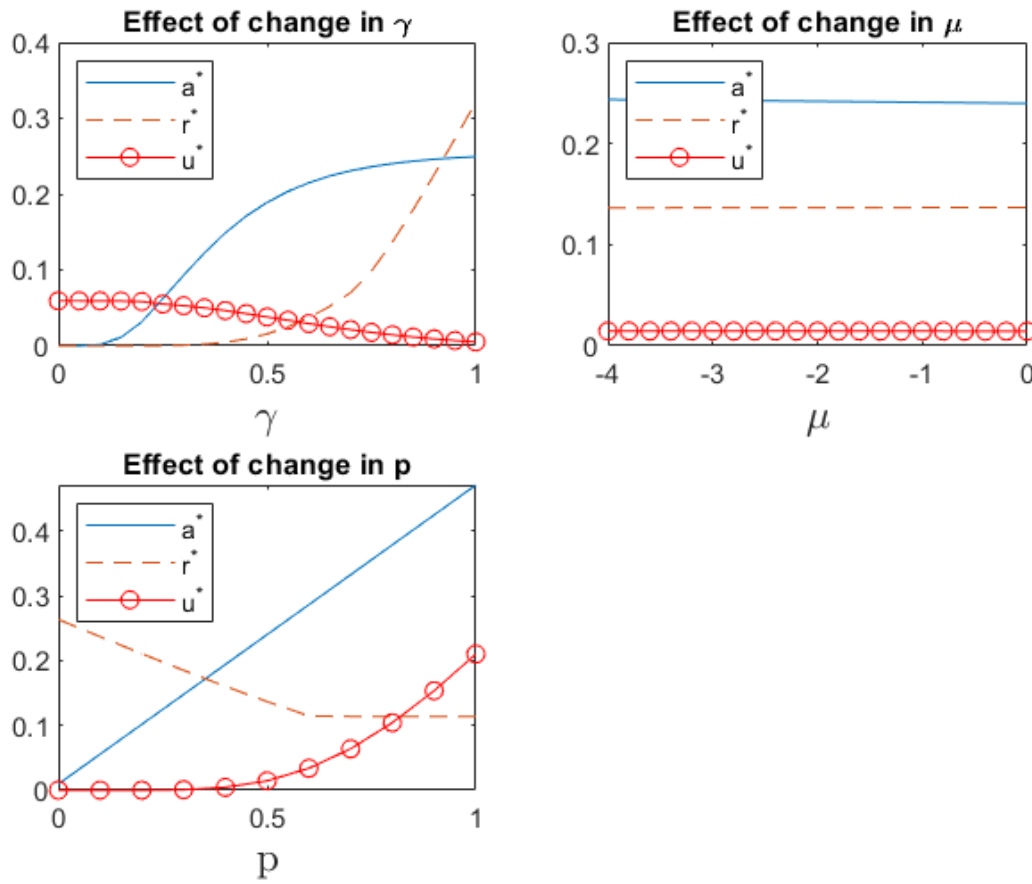 Effect of change in γ
0.4
0.3
0.2
0.1
0
a*
r*
u*
0
0.5
1
γ
Effect of change in μ
0.3
0.2
0.1
0
a*
r*
u*
-4
-3
-2
-1
0
μ
Effect of change in p
0.4
0.3
0.2
0.1
0
a*
r*
u*
0
0.5
1
p